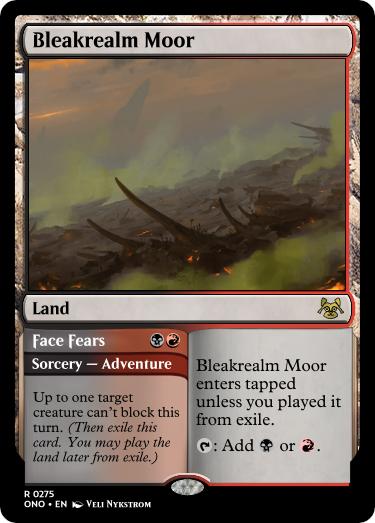 Bleakrealm Moor
Land
Face Fears
Sorcery — Adventure
Up to one target
creature can't block this
turn. (Then exile this
card. You may play the
land later from exile.)
Bleakrealm Moor
enters tapped
unless you played it
from exile.
: Add or .
R 0275
ONO • EN Veli Nykstrom